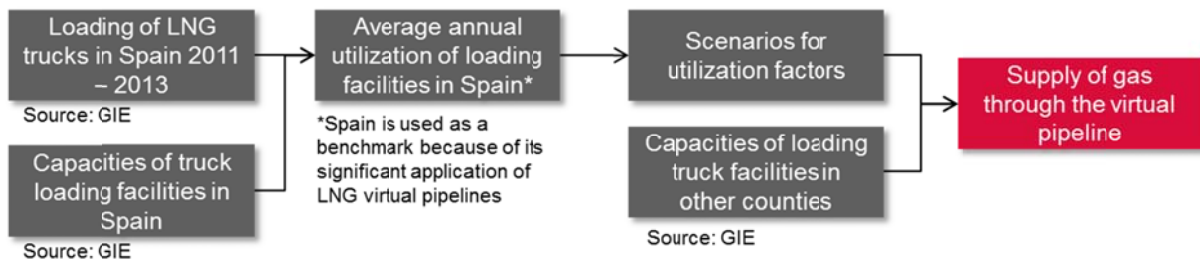 Loading of LNG
trucks in Spain 2011
– 2013
Source: GIE
Capacities of truck
loading facilities in
Spain
Source: GIE
Average annual
utilization of loading
facilities in Spain*
*Spain is used as a
benchmark because of its
significant application of
LNG virtual pipelines
Scenarios for
utilization factors
Capacities of loading
truck facilities in
other counties
Source: GIE
Supply of gas
through the virtual
pipeline